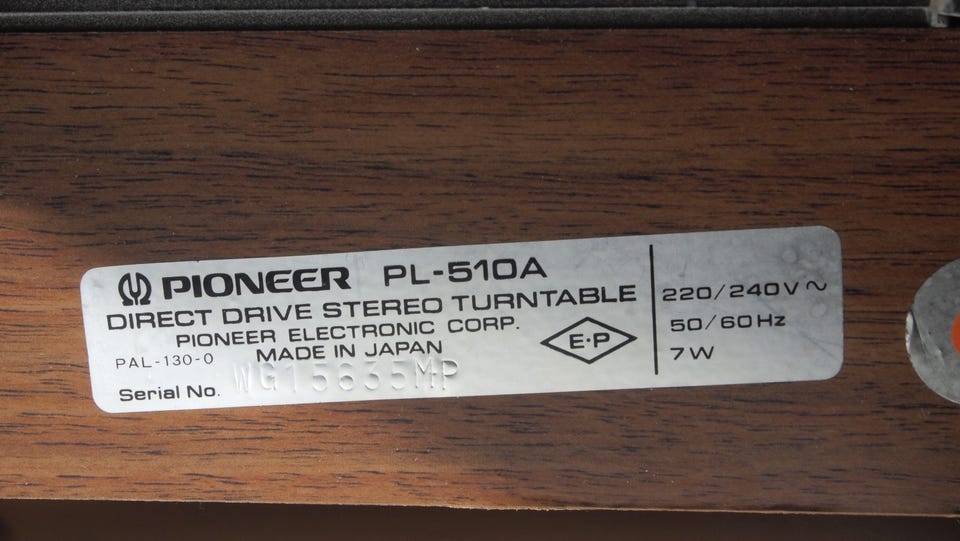 PIONEER PL-510A
DIRECT DRIVE STEREO TURNTABLE
PIONEER ELECTRONIC CORP.
PAL-130-0 MADE IN JAPAN
Serial No. WG15635MP
E·P
220/240V ~
50/60Hz
7W